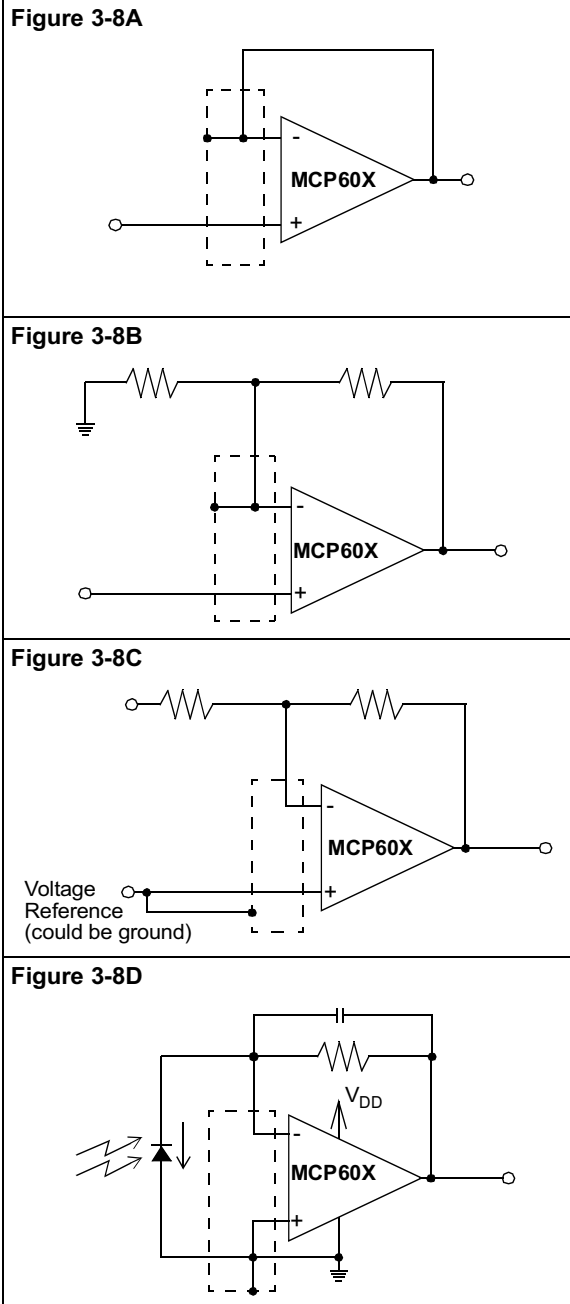 Figure 3-8A
-
MCP60X
+
Figure 3-8B
-
MCP60X
+
Figure 3-8C
-
MCP60X
Voltage
+
Reference
(could be ground)
Figure 3-8D
VDD
-
MCP60X
+